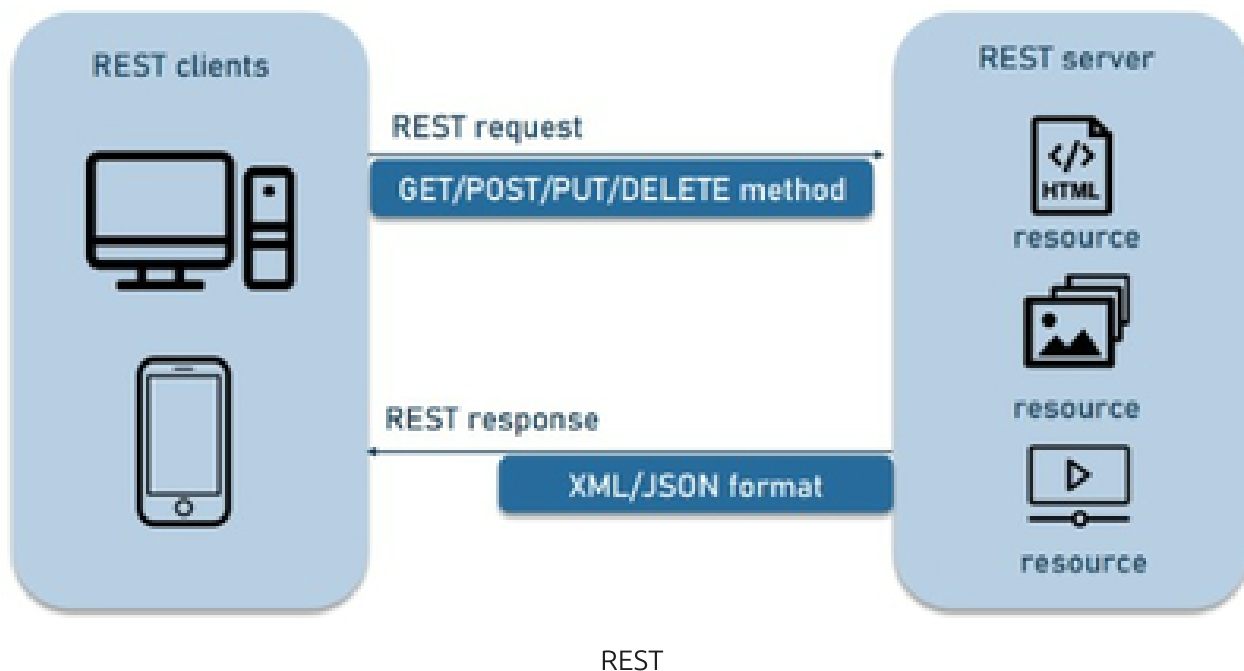 REST clients
REST request
GET/POST/PUT/DELETE method
REST response
XML/JSON format
REST server
</>
HTML
resource
resource
resource
REST